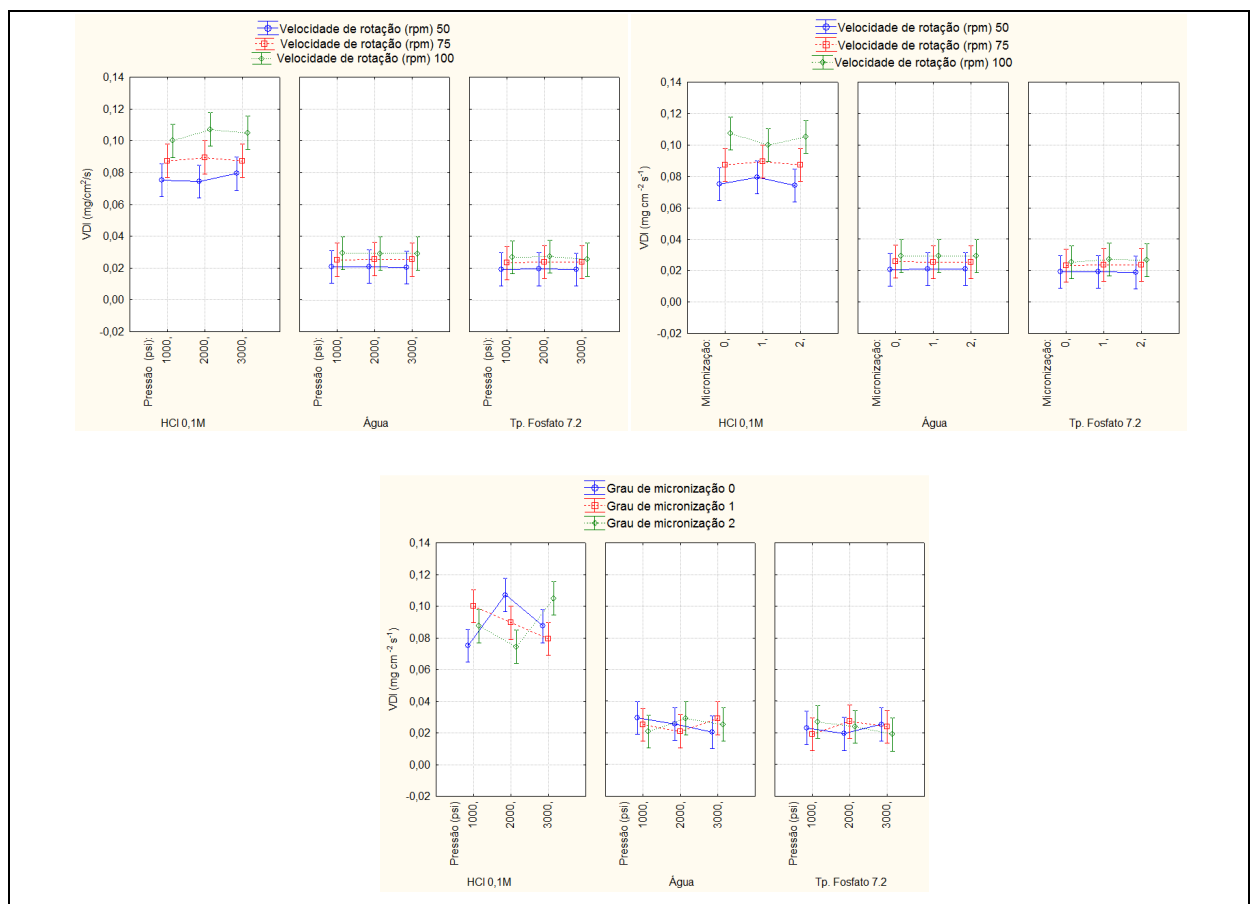 Velocidade de rotação (rpm) 50
Velocidade de rotação (rpm) 75
Velocidade de rotação (rpm) 100
0,14
0,12
0,10
0,08
0,06
0,04
0,02
0,00
-0,02
VDI (mg/cm²/s)
Pressão (psi): 1000, 2000, 3000,
Pressão (psi): 1000, 2000, 3000,
Pressão (psi): 1000, 2000, 3000,
HCl 0,1M Água Tp. Fosfato 7.2
Velocidade de rotação (rpm) 50
Velocidade de rotação (rpm) 75
Velocidade de rotação (rpm) 100
0,14
0,12
0,10
0,08
0,06
0,04
0,02
0,00
-0,02
VDI (mg cm⁻² s⁻¹)
Micronização: 0, 1, 2,
Micronização: 0, 1, 2,
Micronização: 0, 1, 2,
HCl 0,1M Água Tp. Fosfato 7.2
Grau de micronização 0
Grau de micronização 1
Grau de micronização 2
0,14
0,12
0,10
0,08
0,06
0,04
0,02
0,00
-0,02
VDI (mg cm⁻² s⁻¹)
Pressão (psi) 1000, 2000, 3000,
Pressão (psi) 1000, 2000, 3000,
Pressão (psi) 1000, 2000, 3000,
HCl 0,1M Água Tp. Fosfato 7.2